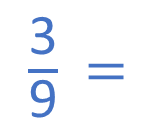 3/9 =